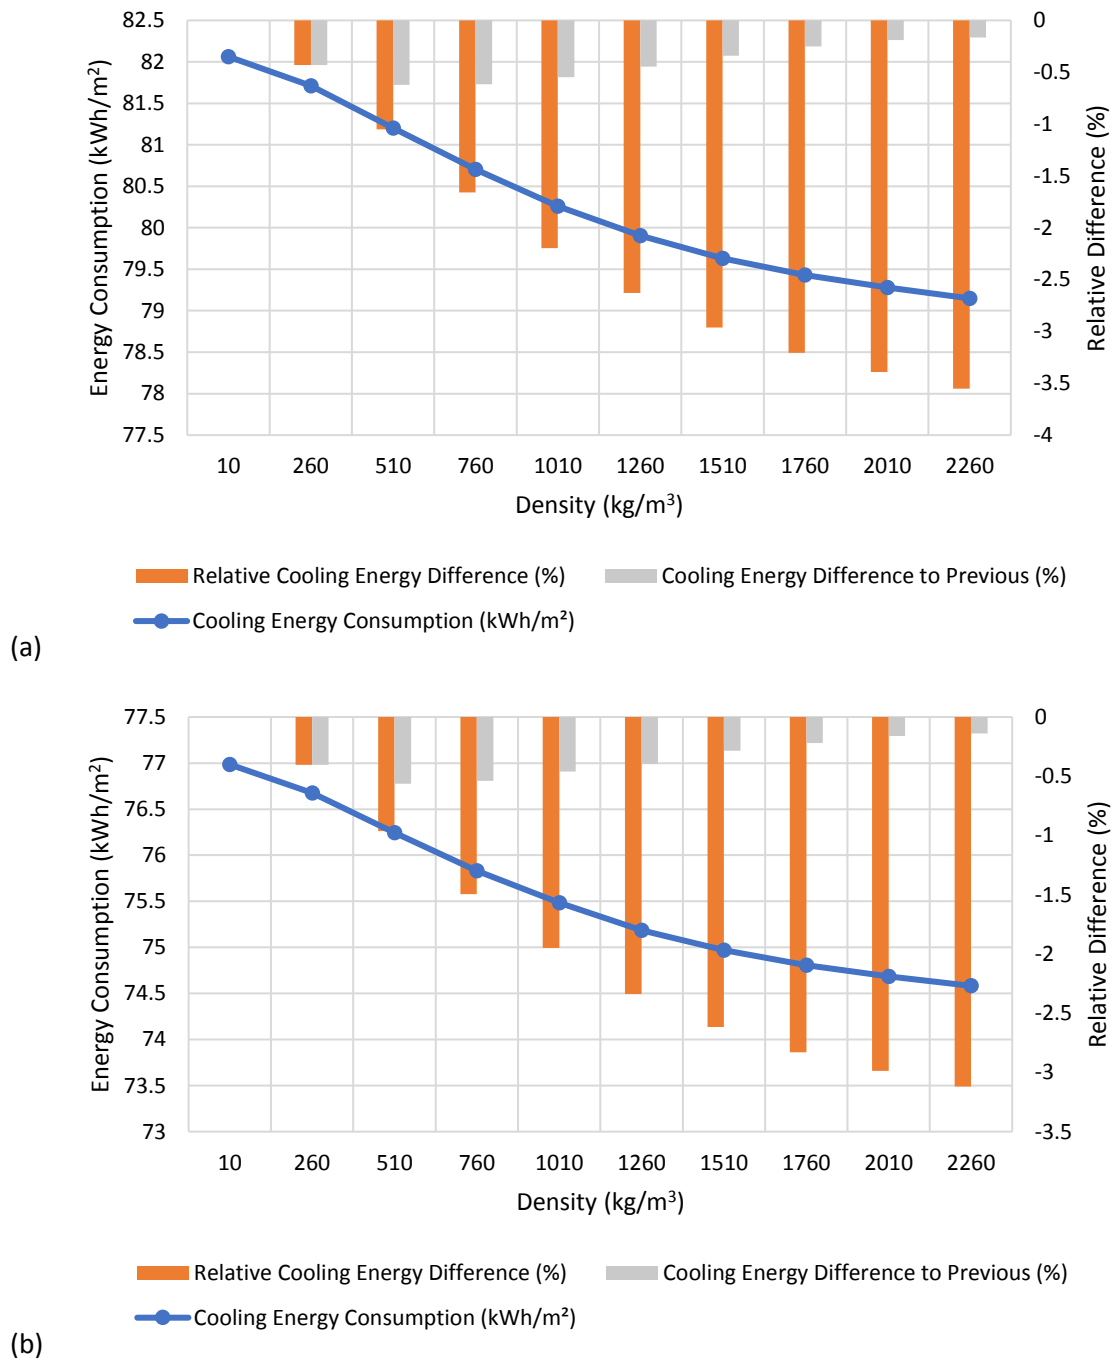 82.5
82
81.5
81
80.5
80
79.5
79
78.5
78
77.5
Energy Consumption (kWh/m²)
0
-0.5
-1
-1.5
-2
-2.5
-3
-3.5
-4
Relative Difference (%)
10 260 510 760 1010 1260 1510 1760 2010 2260
Density (kg/m³)
Relative Cooling Energy Difference (%) Cooling Energy Difference to Previous (%)
Cooling Energy Consumption (kWh/m²)
(a)
77.5
77
76.5
76
75.5
75
74.5
74
73.5
73
Energy Consumption (kWh/m²)
0
-0.5
-1
-1.5
-2
-2.5
-3
-3.5
Relative Difference (%)
10 260 510 760 1010 1260 1510 1760 2010 2260
Density (kg/m³)
Relative Cooling Energy Difference (%) Cooling Energy Difference to Previous (%)
Cooling Energy Consumption (kWh/m²)
(b)